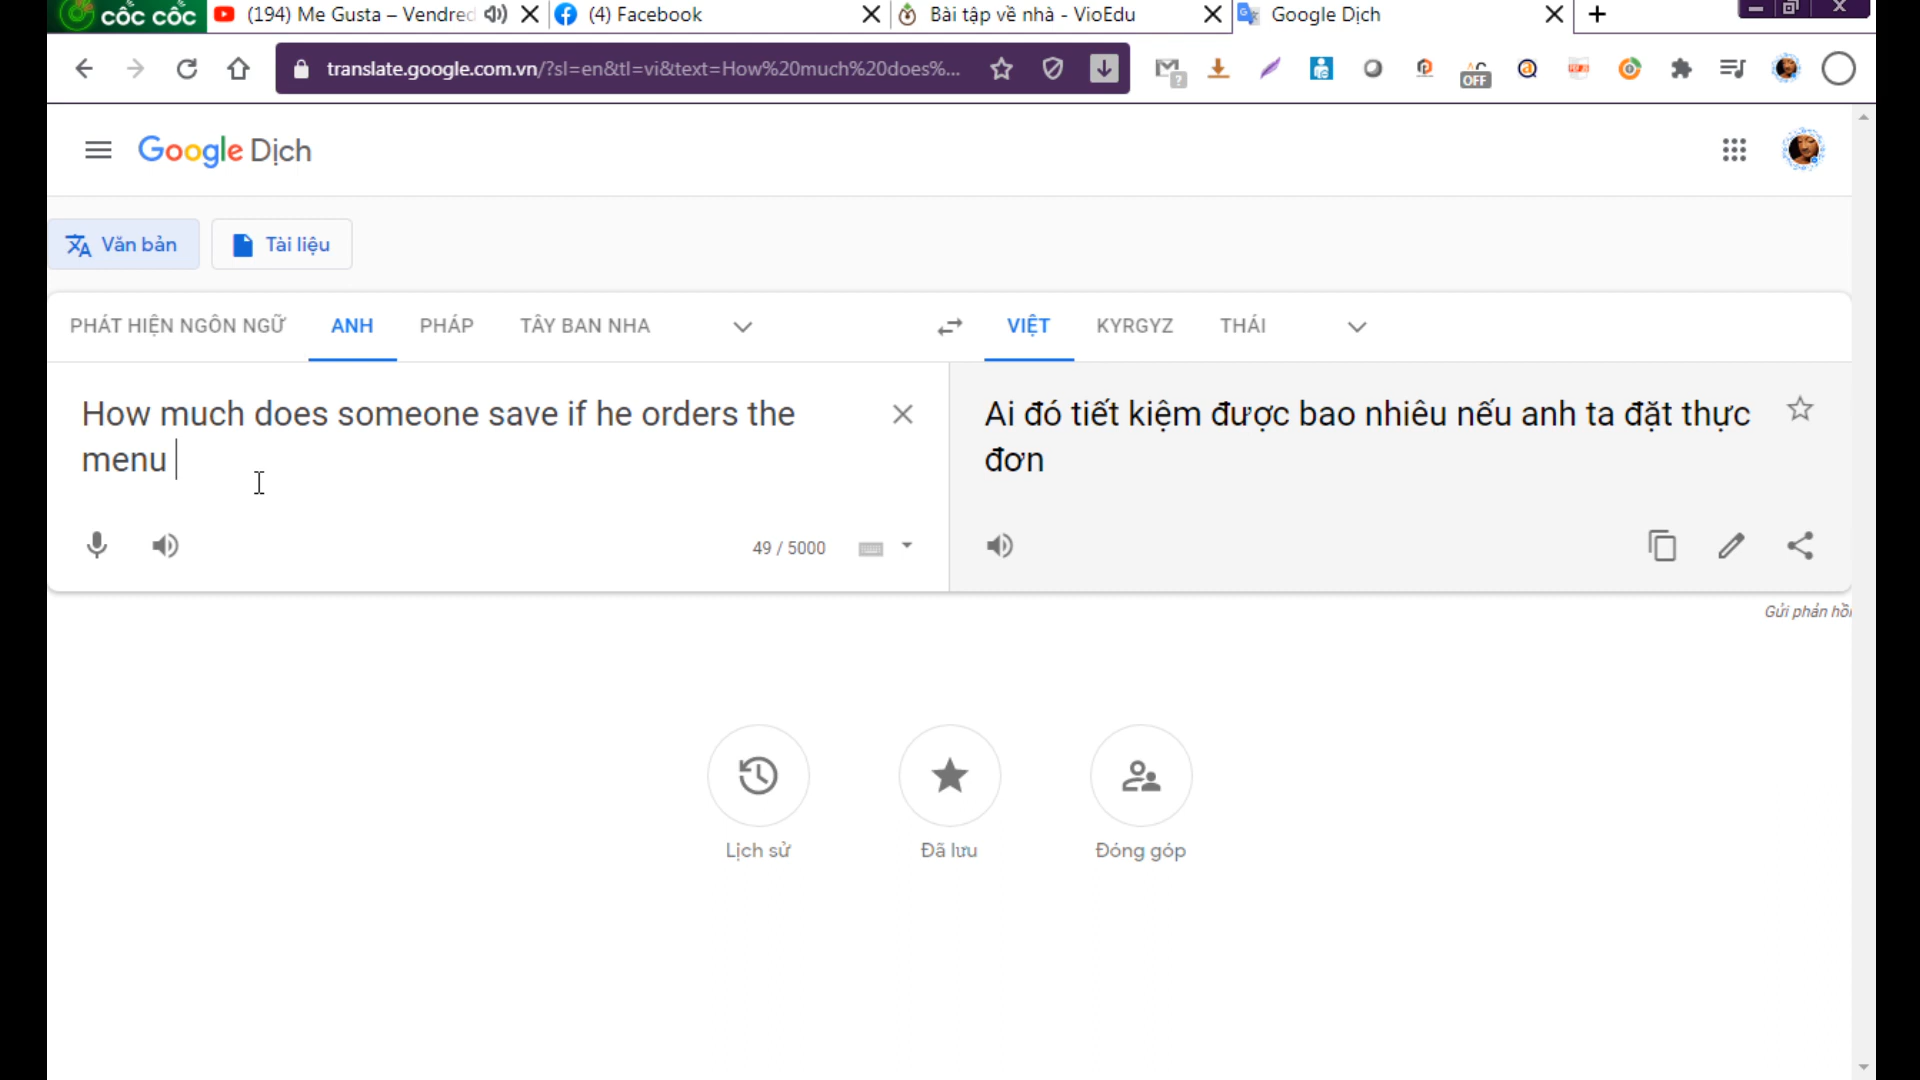 cốc cốc
(194) Me Gusta – Vendred
(4) Facebook
Bài tập về nhà - VioEdu
Google Dịch
translate.google.com.vn/?sl=en&tl=vi&text=How%20much%20does%...
OFF
Google Dịch
Văn bản
Tài liệu
PHÁT HIỆN NGÔN NGỮ
ANH
PHÁP
TÂY BAN NHA
VIỆT
KYRGYZ
THÁI
How much does someone save if he orders the
menu
49 / 5000
Ai đó tiết kiệm được bao nhiêu nếu anh ta đặt thực
đơn
Gửi phản hồi
Lịch sử
Đã lưu
Đóng góp